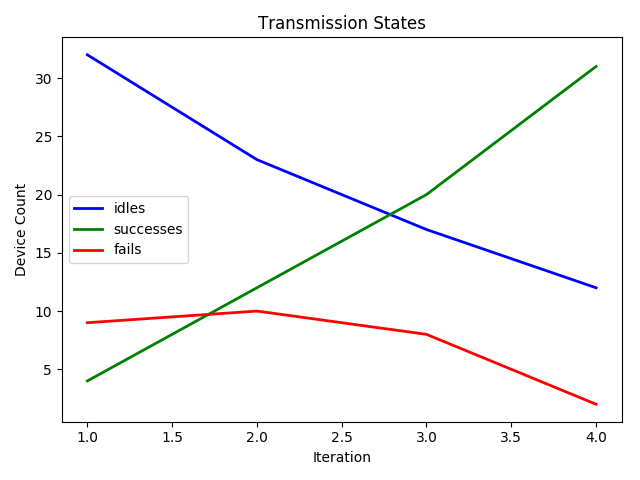 Transmission States
Device Count
30
25
20
15
10
5
idles
successes
fails
1.0 1.5 2.0 2.5 3.0 3.5 4.0
Iteration